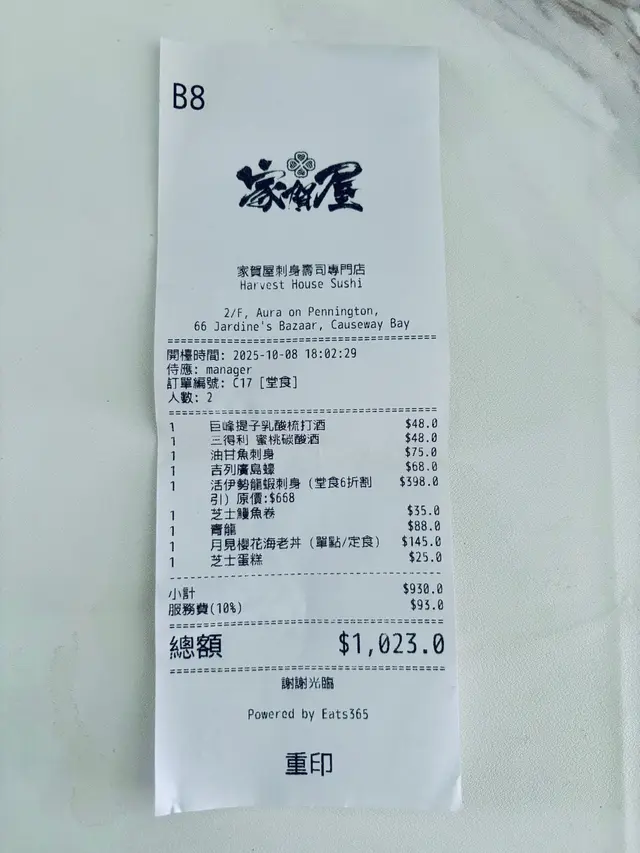 B8
家賀屋
家賀屋刺身壽司專門店
Harvest House Sushi
2/F, Aura on Pennington,
66 Jardine's Bazaar, Causeway Bay
開檯時間: 2025-10-08 18:02:29
侍應: manager
訂單編號: C17 [堂食]
人數: 2
1 巨峰提子乳酸梳打酒 $48.0
1 三得利 蜜桃碳酸酒 $48.0
1 油甘魚刺身 $75.0
1 吉列廣島蠔 $68.0
1 活伊勢龍蝦刺身 (堂食6折割 $398.0
引) 原價:$668
1 芝士鰻魚卷 $35.0
1 青龍 $88.0
1 月見櫻花海老丼 (單點/定食) $145.0
1 芝士蛋糕 $25.0
小計 $930.0
服務費(10%) $93.0
總額 $1,023.0
謝謝光臨
Powered by Eats365
重印